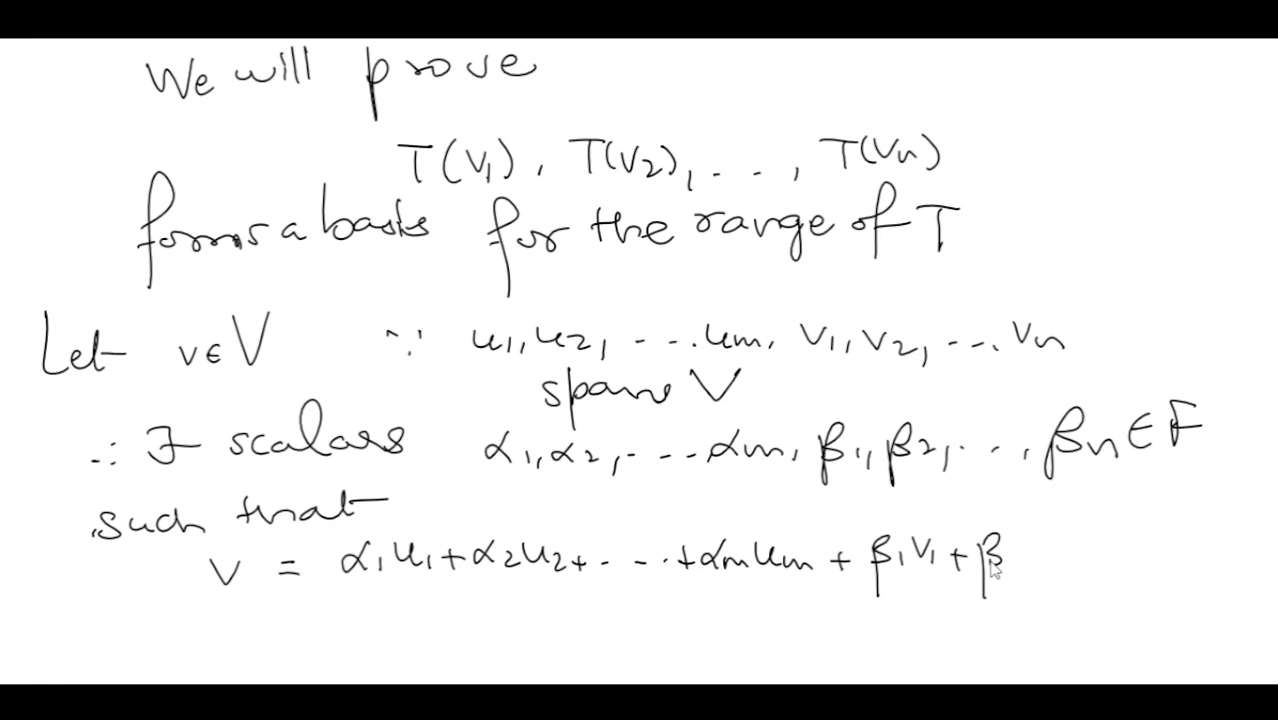 We will prove
T(v₁), T(v₂), ..., T(vₙ)
forms a basis for the range of T
Let v ∈ V ∵ u₁, u₂, ... uₘ, v₁, v₂, ... vₙ
spans V
∴ ∃ scalars α₁, α₂, ... αₘ, β₁, β₂, ..., βₙ ∈ F
such that
v = α₁u₁ + α₂u₂ + ... + αₘuₘ + β₁v₁ + β